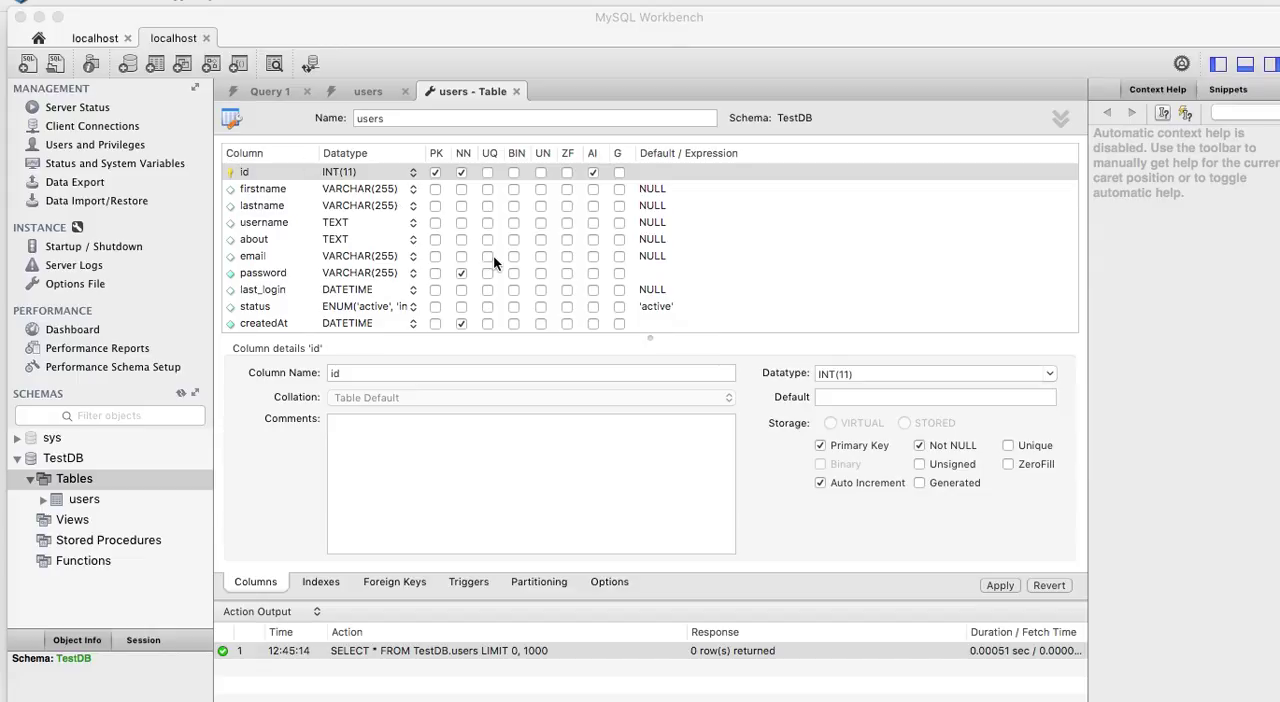 MySQL Workbench
localhost
localhost
MANAGEMENT
Server Status
Client Connections
Users and Privileges
Status and System Variables
Data Export
Data Import/Restore
INSTANCE
Startup / Shutdown
Server Logs
Options File
PERFORMANCE
Dashboard
Performance Reports
Performance Schema Setup
SCHEMAS
Filter objects
sys
TestDB
Tables
users
Views
Stored Procedures
Functions
Object Info Session
Schema: TestDB
Query 1 users users - Table
Name: users Schema: TestDB
Column Datatype PK NN UQ BIN UN ZF AI G Default / Expression
id INT(11)
firstname VARCHAR(255) NULL
lastname VARCHAR(255) NULL
username TEXT NULL
about TEXT NULL
email VARCHAR(255) NULL
password VARCHAR(255)
last_login DATETIME NULL
status ENUM('active', 'in 'active'
createdAt DATETIME
Column details 'id'
Column Name: id Datatype: INT(11)
Collation: Table Default Default
Comments: Storage: VIRTUAL STORED
Primary Key Not NULL Unique
Binary Unsigned ZeroFill
Auto Increment Generated
Columns Indexes Foreign Keys Triggers Partitioning Options Apply Revert
Action Output
Time Action Response Duration / Fetch Time
1 12:45:14 SELECT * FROM TestDB.users LIMIT 0, 1000 0 row(s) returned 0.00051 sec / 0.0000...
Context Help Snippets
Automatic context help is
disabled. Use the toolbar to
manually get help for the curren
caret position or to toggle
automatic help.